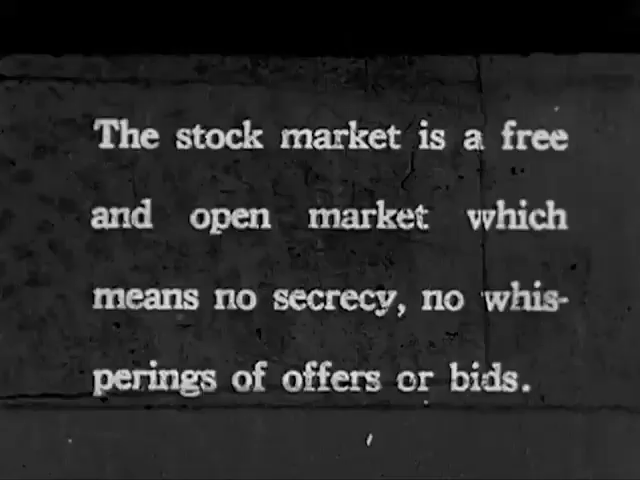 The stock market is a free
and open market which
means no secrecy, no whis-
perings of offers or bids.